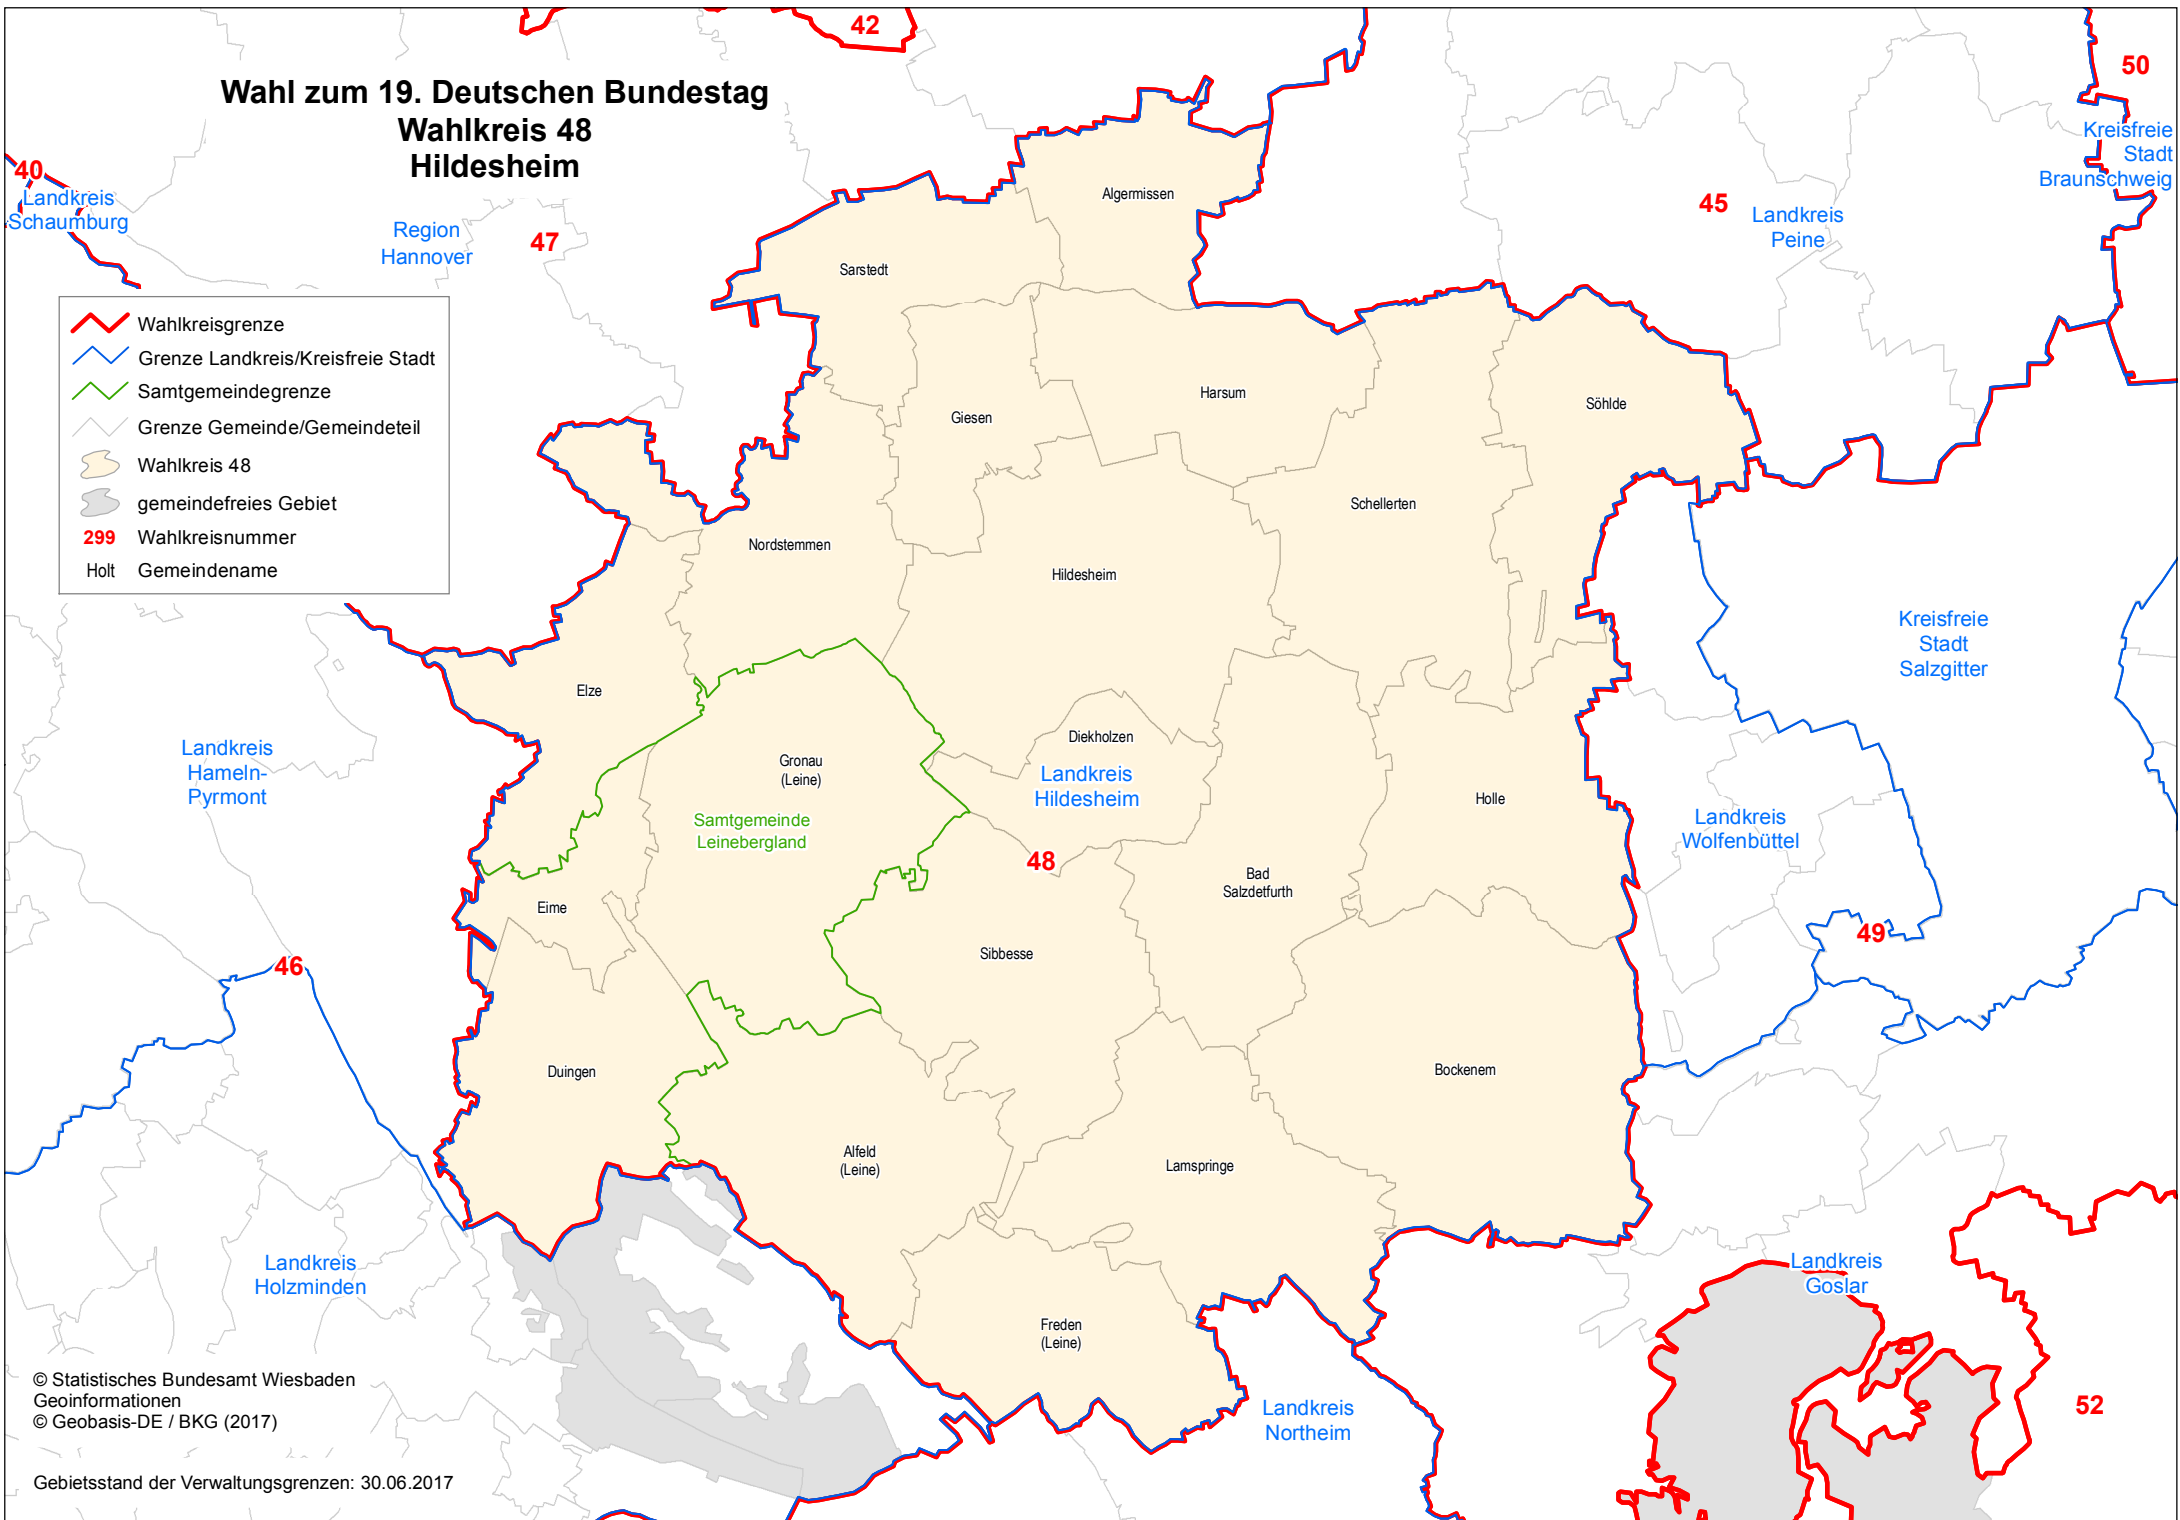 42
50
Wahl zum 19. Deutschen Bundestag
Wahlkreis 48
Hildesheim
Kreisfreie
Stadt
Braunschweig
40
Landkreis
Schaumburg
Region
Hannover
47
45
Landkreis
Peine
Algermissen
Sarstedt
Wahlkreisgrenze
Grenze Landkreis/Kreisfreie Stadt
Samtgemeindegrenze
Grenze Gemeinde/Gemeindeteil
Wahlkreis 48
gemeindefreies Gebiet
299 Wahlkreisnummer
Holt Gemeindename
Giesen
Harsum
Söhlde
Schellerten
Nordstemmen
Hildesheim
Kreisfreie
Stadt
Salzgitter
Elze
Landkreis
Hameln-
Pyrmont
Gronau
(Leine)
Diekholzen
Landkreis
Hildesheim
Holle
Samtgemeinde
Leinebergland
Landkreis
Wolfenbüttel
48
Bad
Salzdetfurth
Eime
Sibbesse
49
46
Duingen
Bockenem
Alfeld
(Leine)
Lamspringe
Landkreis
Holzminden
Landkreis
Goslar
Freden
(Leine)
Landkreis
Northeim
52
© Statistisches Bundesamt Wiesbaden
Geoinformationen
© Geobasis-DE / BKG (2017)
Gebietsstand der Verwaltungsgrenzen: 30.06.2017